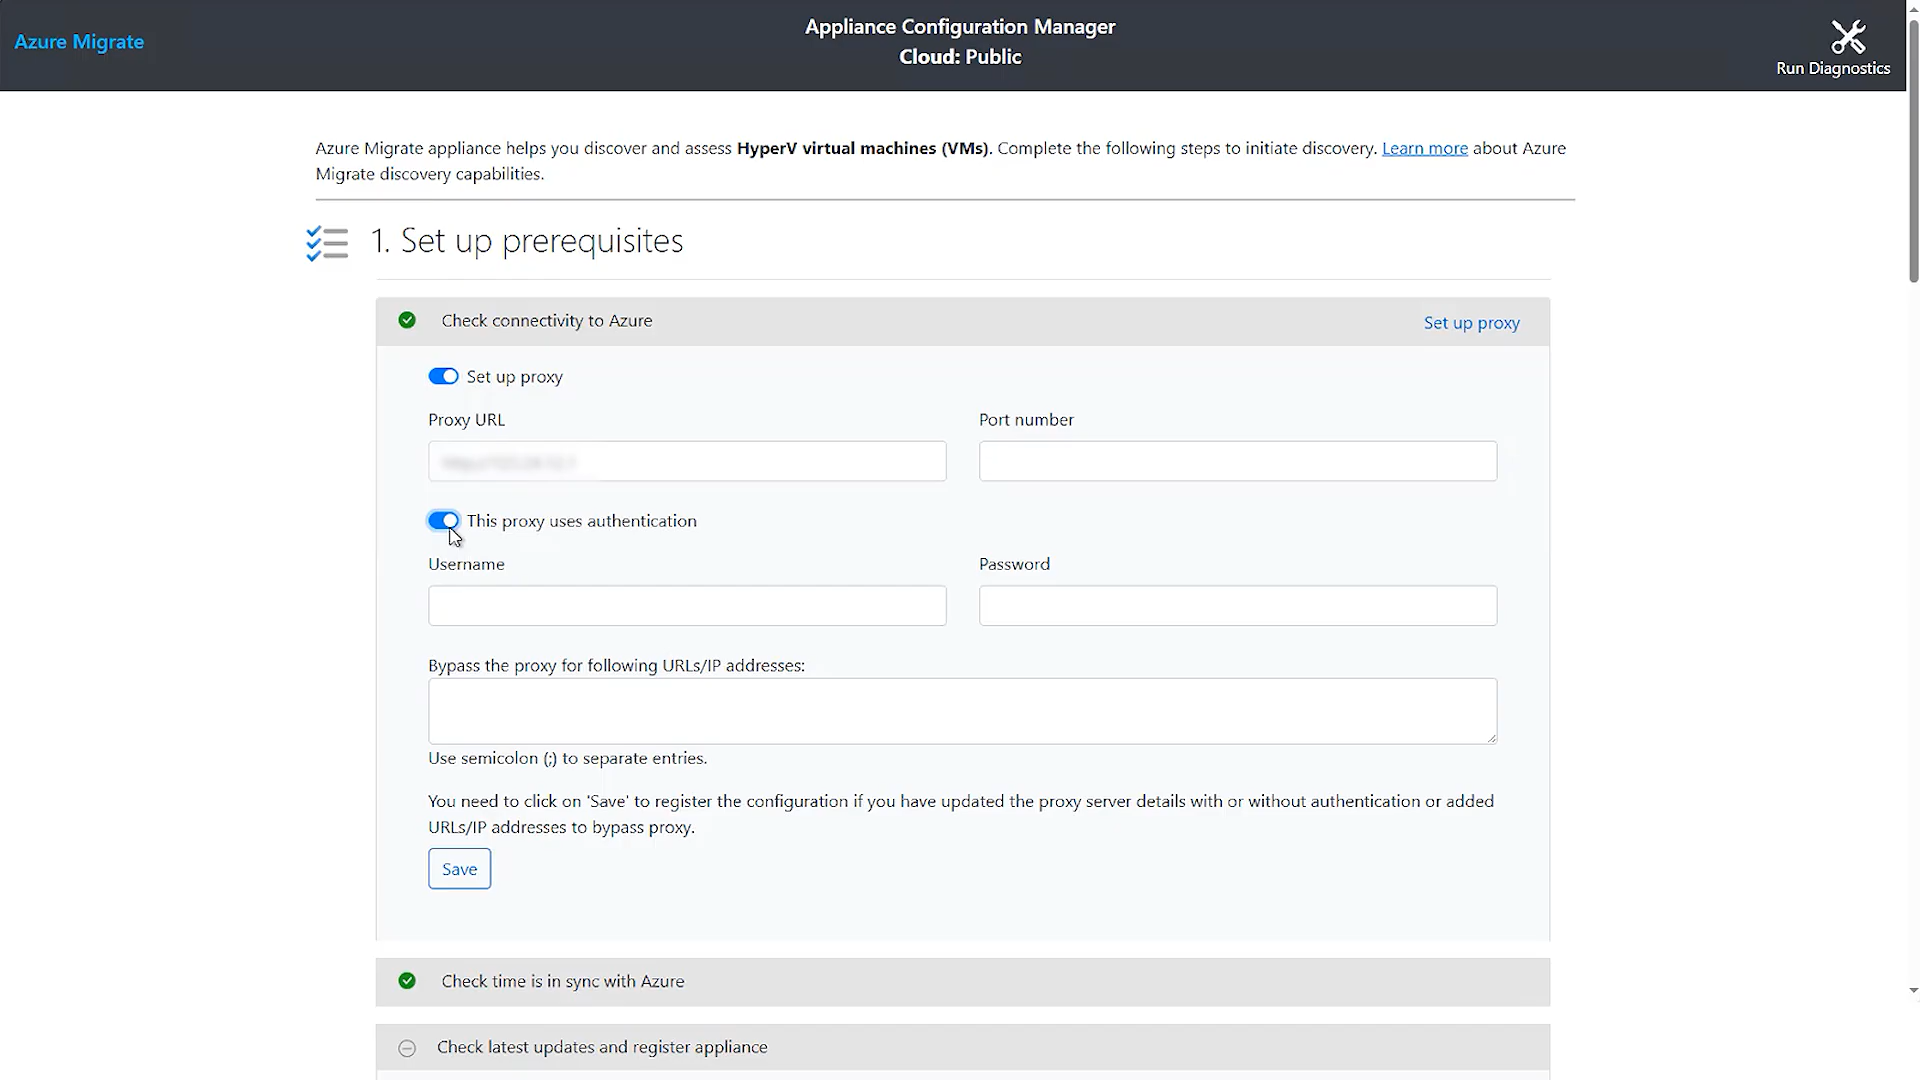 Azure Migrate
Appliance Configuration Manager
Cloud: Public
Run Diagnostics
Azure Migrate appliance helps you discover and assess HyperV virtual machines (VMs). Complete the following steps to initiate discovery. Learn more about Azure
Migrate discovery capabilities.
1. Set up prerequisites
Check connectivity to Azure
Set up proxy
Set up proxy
Proxy URL
Port number
This proxy uses authentication
Username
Password
Bypass the proxy for following URLs/IP addresses:
Use semicolon (;) to separate entries.
You need to click on 'Save' to register the configuration if you have updated the proxy server details with or without authentication or added
URLs/IP addresses to bypass proxy.
Save
Check time is in sync with Azure
Check latest updates and register appliance